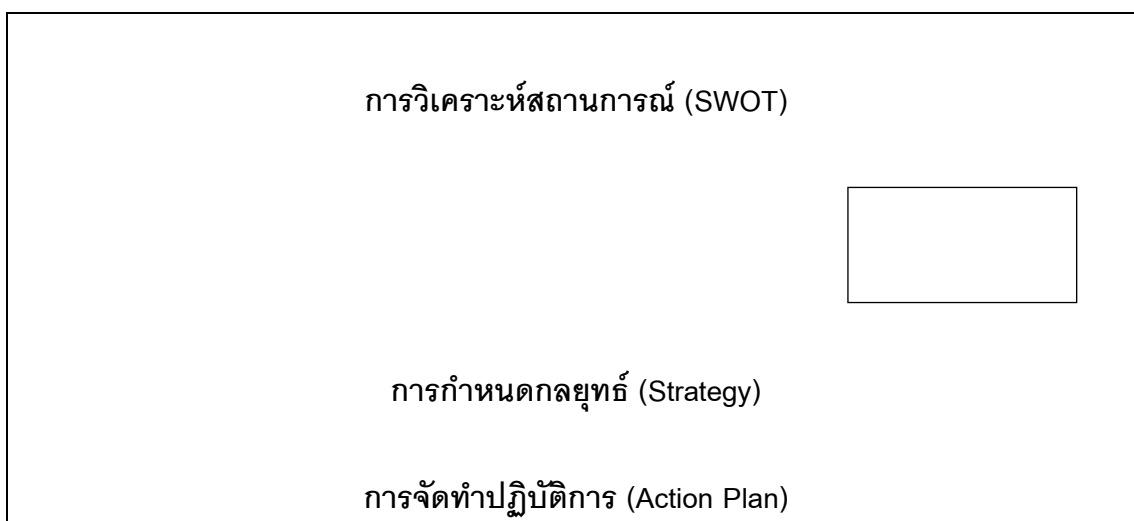 การวิเคราะห์สถานการณ์ (SWOT)
การกำหนดกลยุทธ์ (Strategy)
การจัดทำปฏิบัติการ (Action Plan)